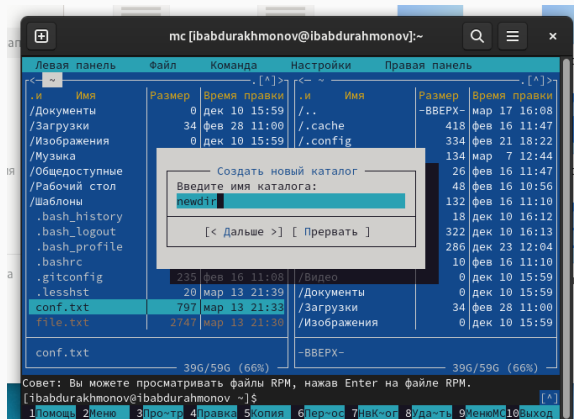 mc [ibabdurakhmonov@ibabdurahmonov]:~
Левая панель Файл Команда Настройки Правая панель
<- ~ .[^]> <- ~ .[^]>
.и Имя Размер Время правки .и Имя Размер Время правки
/Документы 0 дек 10 15:59 /.. -ВВЕРХ- мар 17 16:08
/Загрузки 34 фев 28 11:00 /.cache 418 фев 16 11:47
/Изображения 0 дек 10 15:59 /.config 334 фев 21 18:22
/Музыка 134 мар 7 12:44
/Общедоступные 26 фев 16 11:47
/Рабочий стол 48 фев 16 10:56
/Шаблоны 132 фев 16 11:10
.bash_history 18 дек 10 16:12
.bash_logout 322 дек 10 16:13
.bash_profile 286 дек 23 12:04
.bashrc 10 фев 16 11:10
Создать новый каталог
Введите имя каталога:
newdir
[< Дальше >] [ Прервать ]
.gitconfig 235 фев 16 11:08 /Видео 0 дек 10 15:59
.lesshst 20 мар 13 21:39 /Документы 0 дек 10 15:59
conf.txt 797 мар 13 21:33 /Загрузки 34 фев 28 11:00
file.txt 2747 мар 13 21:30 /Изображения 0 дек 10 15:59
conf.txt -ВВЕРХ-
39G/59G (66%) 39G/59G (66%)
Совет: Вы можете просматривать файлы RPM, нажав Enter на файле RPM.
[ibabdurakhmonov@ibabdurahmonov ~]$ [^]
1Помощь 2Меню 3Про~тр 4Правка 5Копия 6Пер~ос 7НвК~ог 8Уда~ть 9МенюMC 10Выход